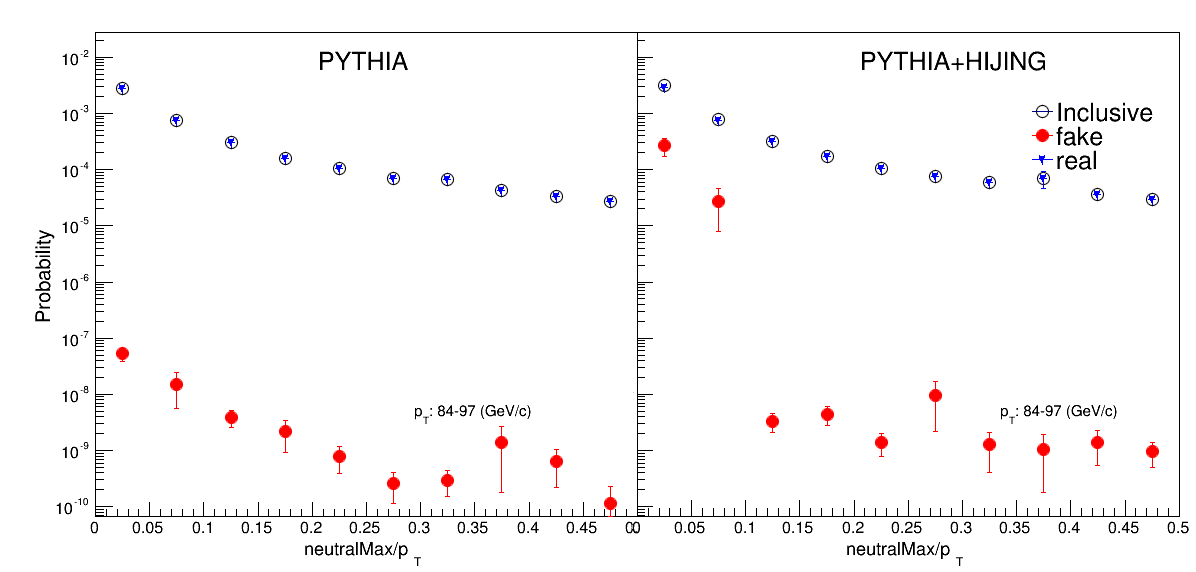 PYTHIA
PYTHIA+HIJING
Inclusive
fake
real
Probability
10^-2
10^-3
10^-4
10^-5
10^-6
10^-7
10^-8
10^-9
10^-10
p_T: 84-97 (GeV/c)
p_T: 84-97 (GeV/c)
0 0.05 0.1 0.15 0.2 0.25 0.3 0.35 0.4 0.45
0.05 0.1 0.15 0.2 0.25 0.3 0.35 0.4 0.45 0.5
neutralMax/p_T
neutralMax/p_T